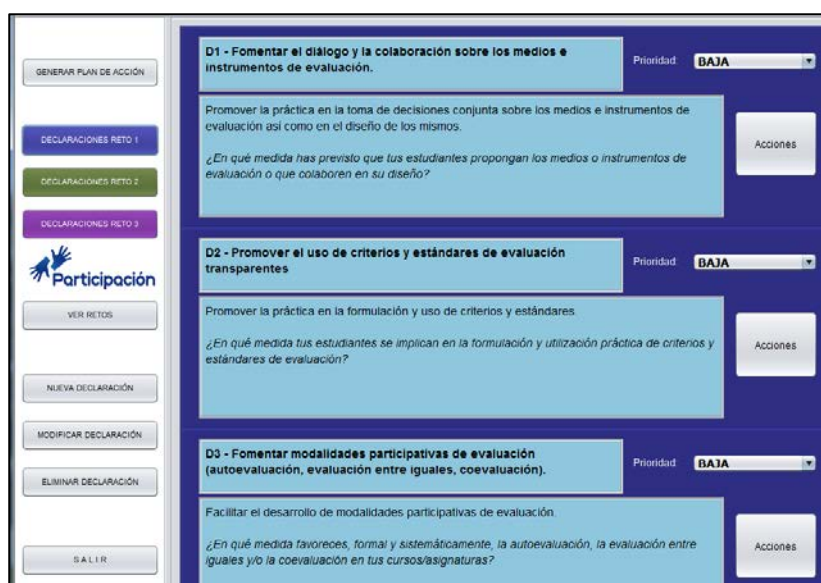 GENERAR PLAN DE ACCIÓN
DECLARACIONES RETO 1
DECLARACIONES RETO 2
DECLARACIONES RETO 3
Participación
VER RETOS
NUEVA DECLARACIÓN
MODIFICAR DECLARACIÓN
ELIMINAR DECLARACIÓN
SALIR
D1 - Fomentar el diálogo y la colaboración sobre los medios e
instrumentos de evaluación.
Prioridad: BAJA
Promover la práctica en la toma de decisiones conjunta sobre los medios e instrumentos de
evaluación así como en el diseño de los mismos.
¿En qué medida has previsto que tus estudiantes propongan los medios o instrumentos de
evaluación o que colaboren en su diseño?
Acciones
D2 - Promover el uso de criterios y estándares de evaluación
transparentes
Prioridad: BAJA
Promover la práctica en la formulación y uso de criterios y estándares.
¿En qué medida tus estudiantes se implican en la formulación y utilización práctica de criterios y
estándares de evaluación?
Acciones
D3 - Fomentar modalidades participativas de evaluación
(autoevaluación, evaluación entre iguales, coevaluación).
Prioridad: BAJA
Facilitar el desarrollo de modalidades participativas de evaluación.
¿En qué medida favoreces, formal y sistemáticamente, la autoevaluación, la evaluación entre
iguales y/o la coevaluación en tus cursos/asignaturas?
Acciones